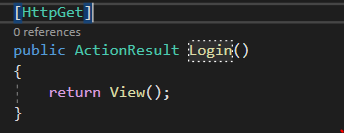 [HttpGet]
0 references
public ActionResult Login()
{
    return View();
}